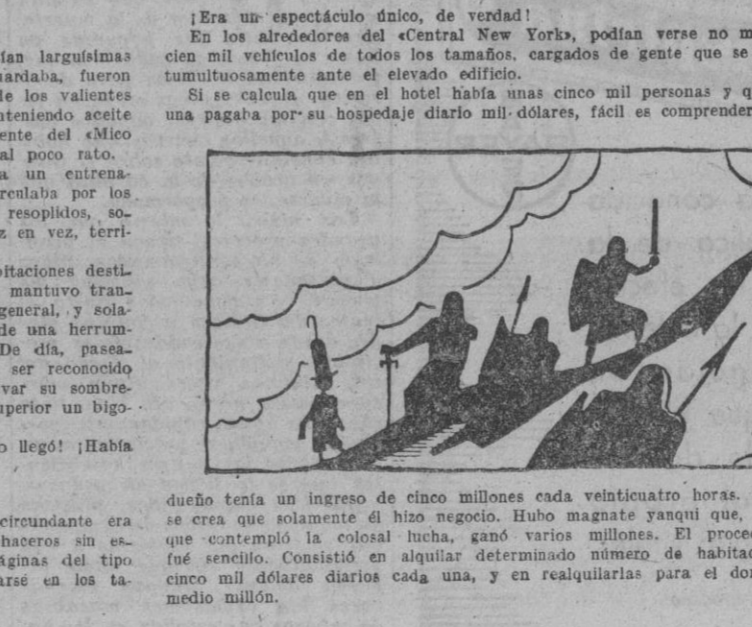 ían larguísimas
uardaba, fueron
le los valientes
nteniendo aceite
ente del «Mico
al poco rato.
a un entrena-
rculaba por los
resoplidos, so-
z en vez, terri-
bitaciones desti-
mantuvo tran-
general, y sola-
de una herrum-
De día, pasea-
ser reconocido
var su sombre-
uperior un bigo-
o llegó! ¡Había
circundante era
haceros sin es-
áginas del tipo
arsé en los ta-
¡Era un espectáculo único, de verdad!
En los alrededores del «Central New York», podían verse no m
cien mil vehículos de todos los tamaños, cargados de gente que se
tumultuosamente ante el elevado edificio.
Si se calcula que en el hotel había unas cinco mil personas y q
una pagaba por su hospedaje diario mil dólares, fácil es comprender
dueño tenía un ingreso de cinco millones cada veinticuatro horas.
se crea que solamente él hizo negocio. Hubo magnate yanqui que,
que contempló la colosal lucha, ganó varios millones. El proced
fué sencillo. Consistió en alquilar determinado número de habitac
cinco mil dólares diarios cada una, y en realquilarlas para el do
medio millón.